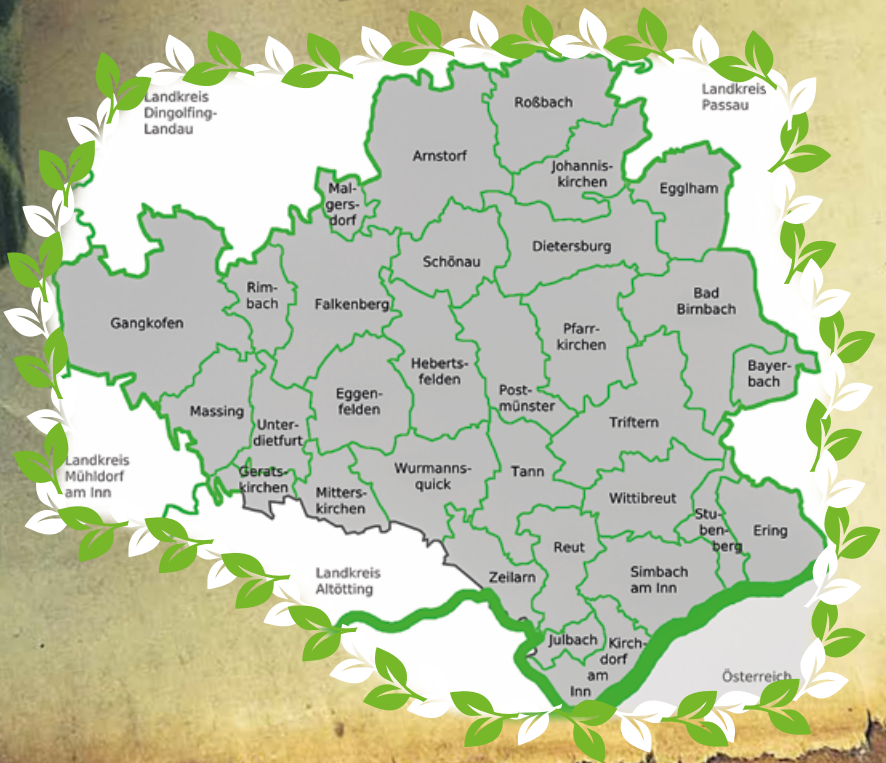 Landkreis
Dingolfing-
Landau
Landkreis
Passau
Roßbach
Arnstorf
Johannis-
kirchen
Egglham
Mal-
gers-
dorf
Dietersburg
Schönau
Rim-
bach
Falkenberg
Bad
Birnbach
Gangkofen
Pfarr-
kirchen
Heberts-
felden
Bayer-
bach
Eggen-
felden
Post-
münster
Massing
Unter-
dietfurt
Triftern
Landkreis
Mühldorf
am Inn
Gerats-
kirchen
Mitters-
kirchen
Wurmanns-
quick
Tann
Wittibreut
Stu-
ben-
berg
Ering
Reut
Zeilarn
Simbach
am Inn
Landkreis
Altötting
Julbach
Kirch-
dorf
am
Inn
Österreich